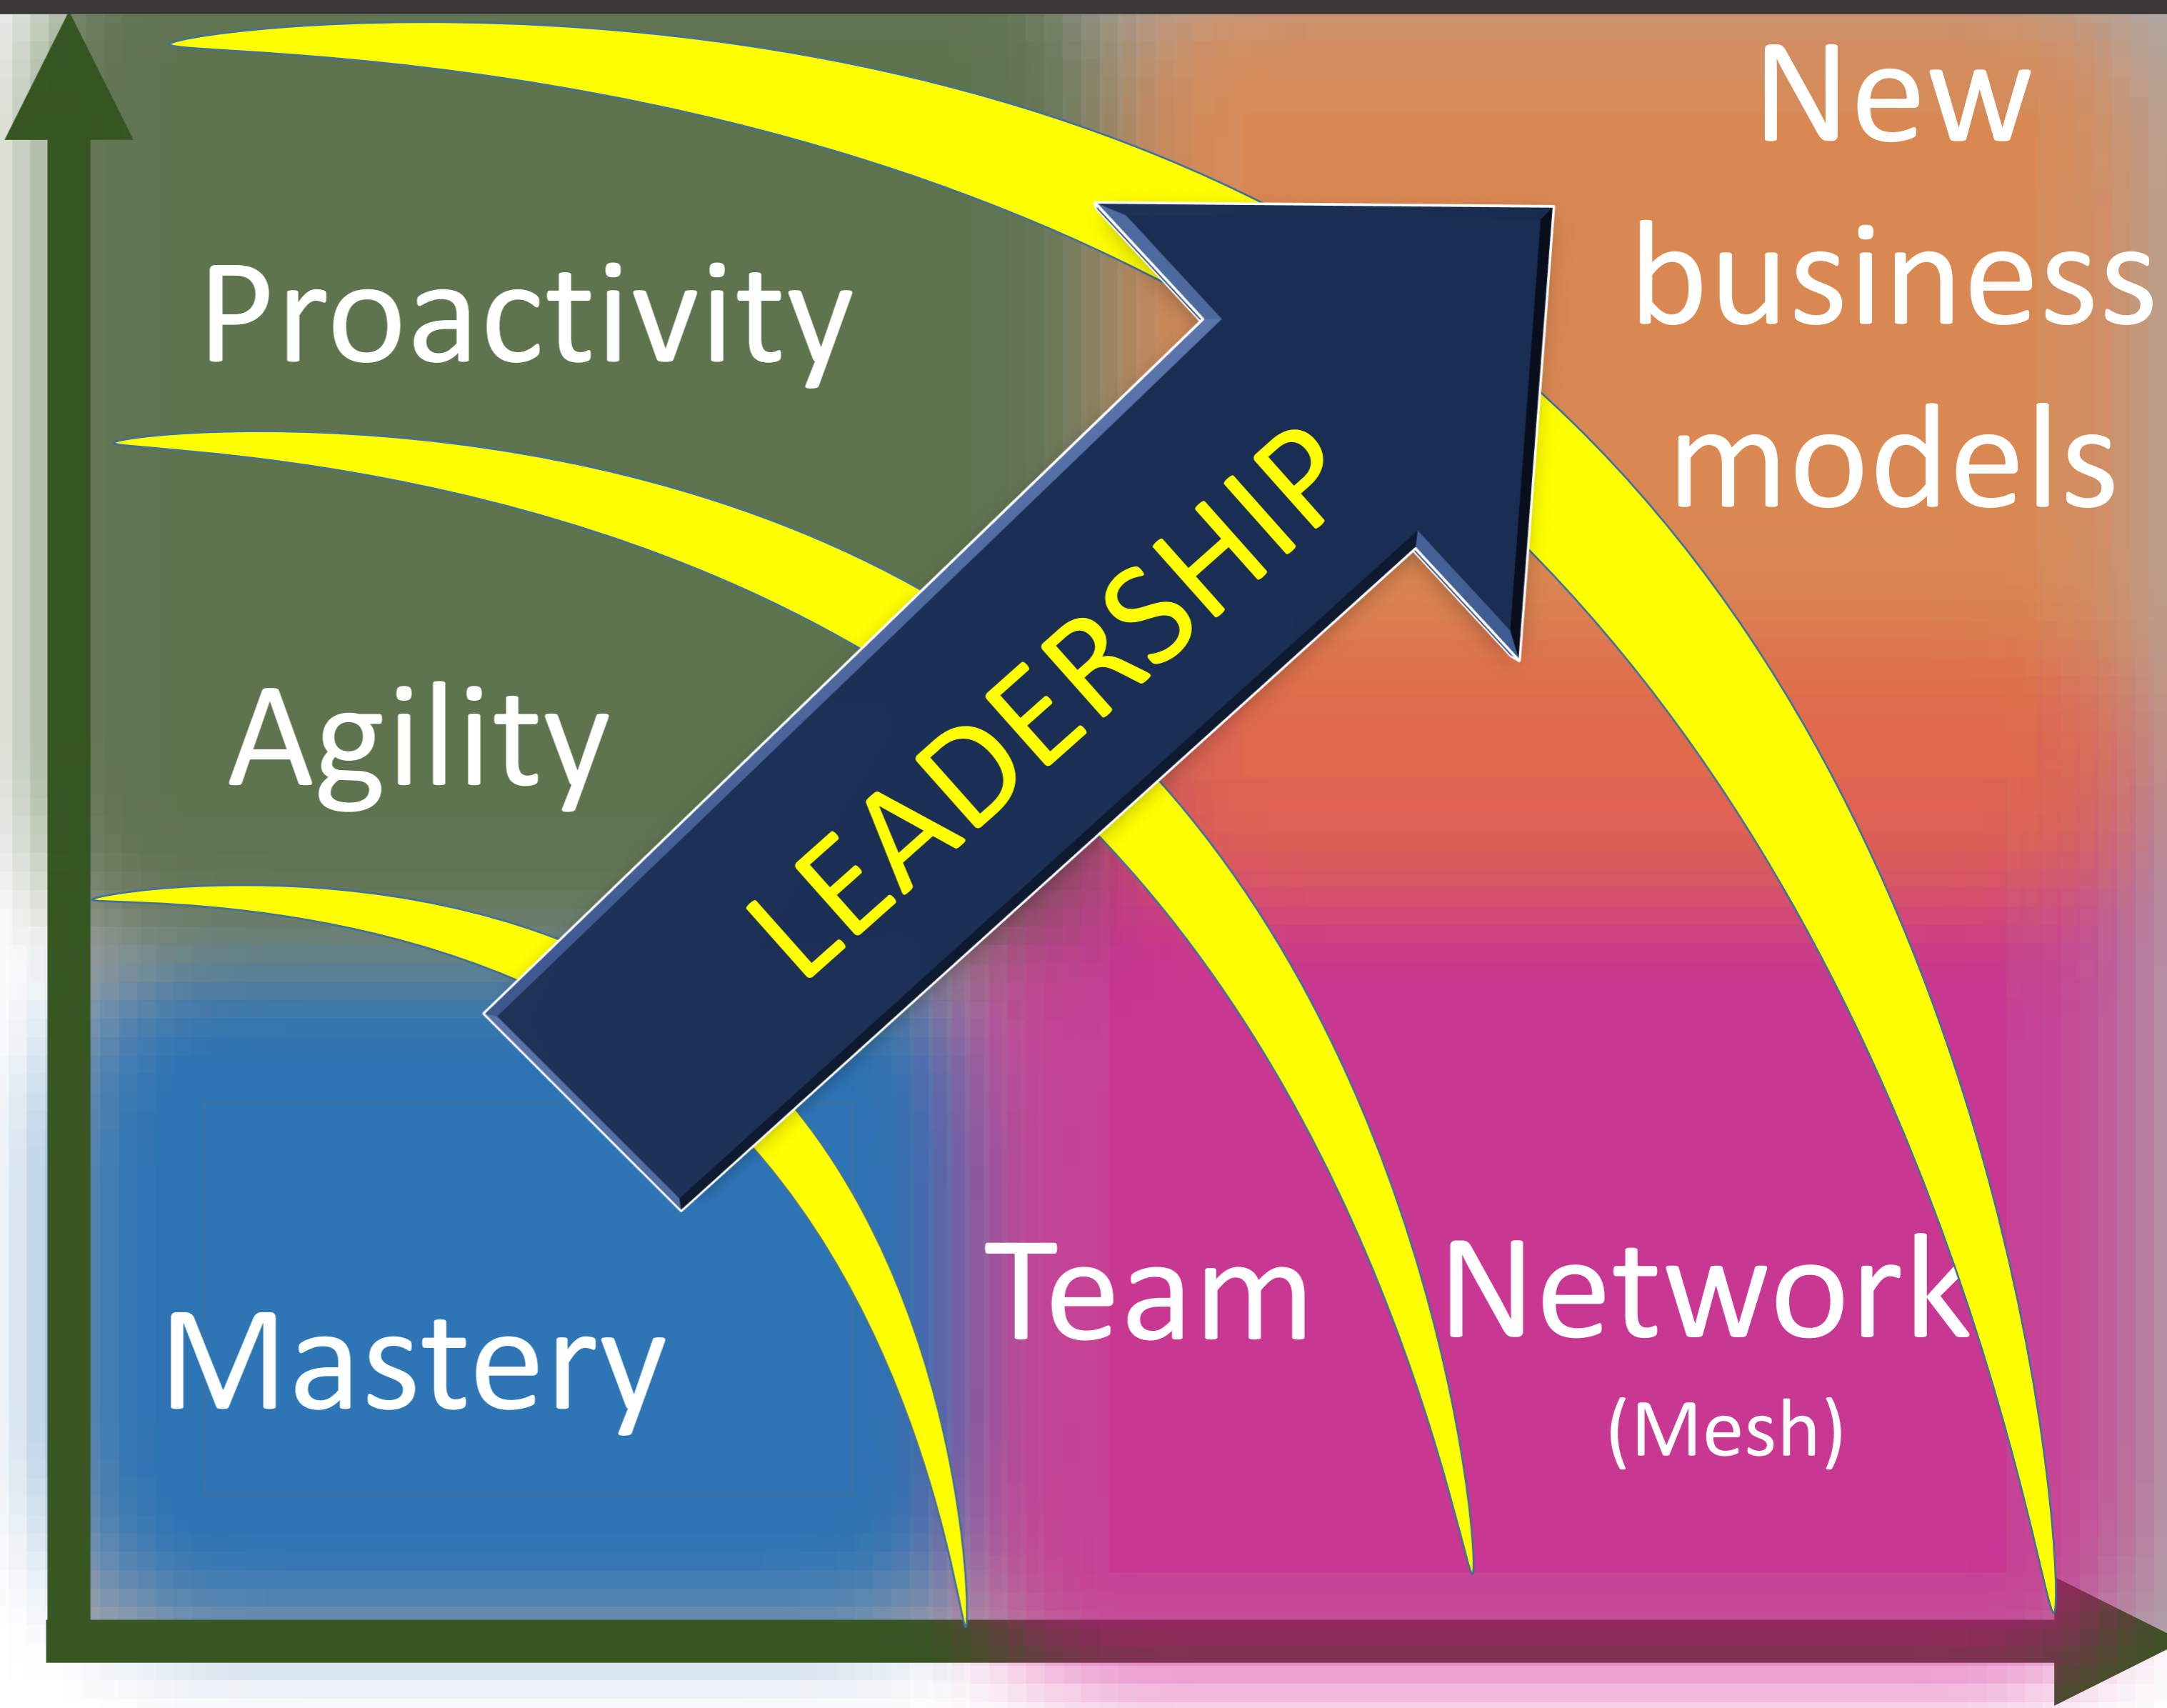 New
business
models
Proactivity
LEADERSHIP
Agility
Mastery
Team
Network
(Mesh)